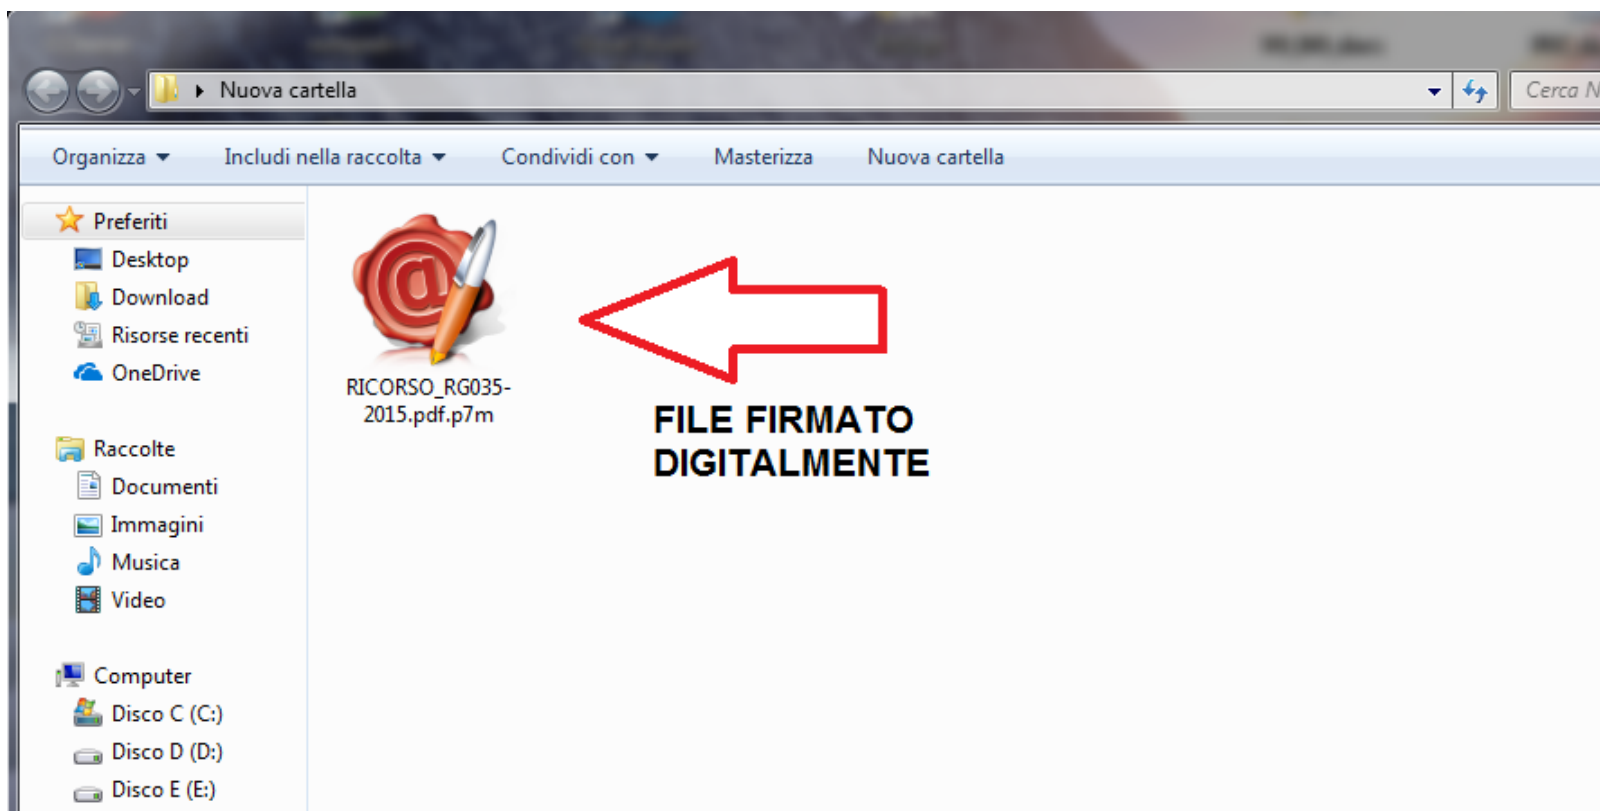 Nuova cartella
Cerca N
Organizza
Includi nella raccolta
Condividi con
Masterizza
Nuova cartella
Preferiti
Desktop
Download
Risorse recenti
OneDrive
Raccolte
Documenti
Immagini
Musica
Video
Computer
Disco C (C:)
Disco D (D:)
Disco E (E:)
RICORSO_RG035-
2015.pdf.p7m
FILE FIRMATO
DIGITALMENTE